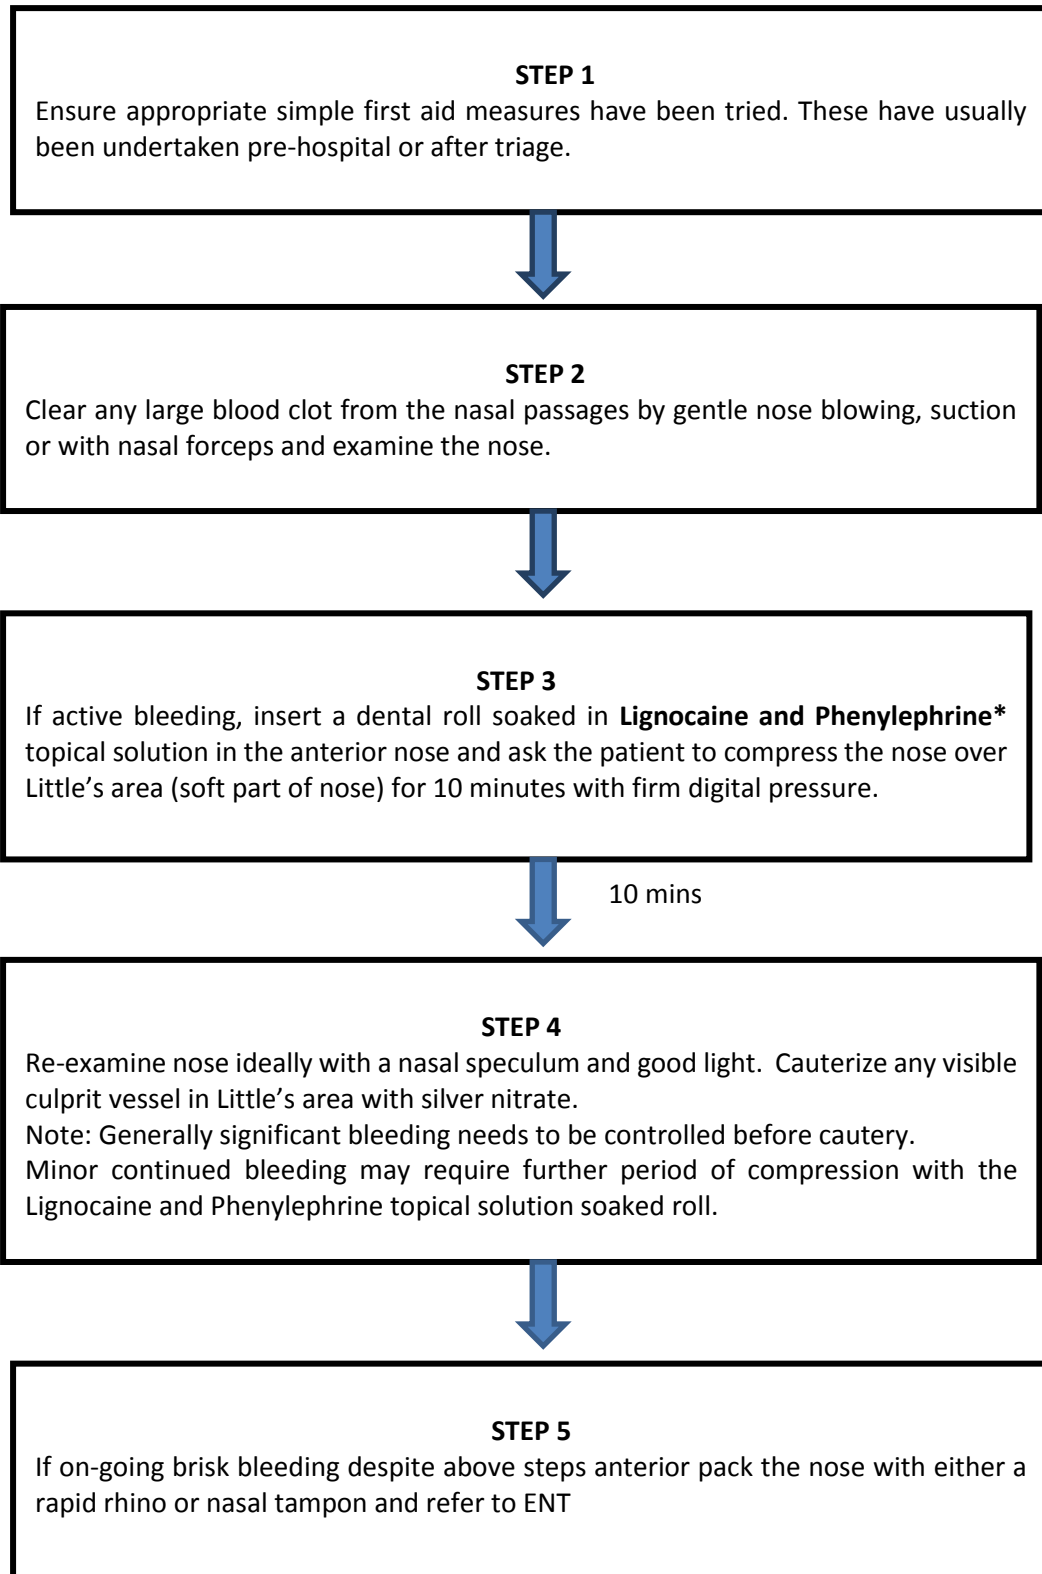 STEP 1
Ensure appropriate simple first aid measures have been tried. These have usually
been undertaken pre-hospital or after triage.
STEP 2
Clear any large blood clot from the nasal passages by gentle nose blowing, suction
or with nasal forceps and examine the nose.
STEP 3
If active bleeding, insert a dental roll soaked in Lignocaine and Phenylephrine*
topical solution in the anterior nose and ask the patient to compress the nose over
Little’s area (soft part of nose) for 10 minutes with firm digital pressure.
10 mins
STEP 4
Re-examine nose ideally with a nasal speculum and good light. Cauterize any visible
culprit vessel in Little’s area with silver nitrate.
Note: Generally significant bleeding needs to be controlled before cautery.
Minor continued bleeding may require further period of compression with the
Lignocaine and Phenylephrine topical solution soaked roll.
STEP 5
If on-going brisk bleeding despite above steps anterior pack the nose with either a
rapid rhino or nasal tampon and refer to ENT